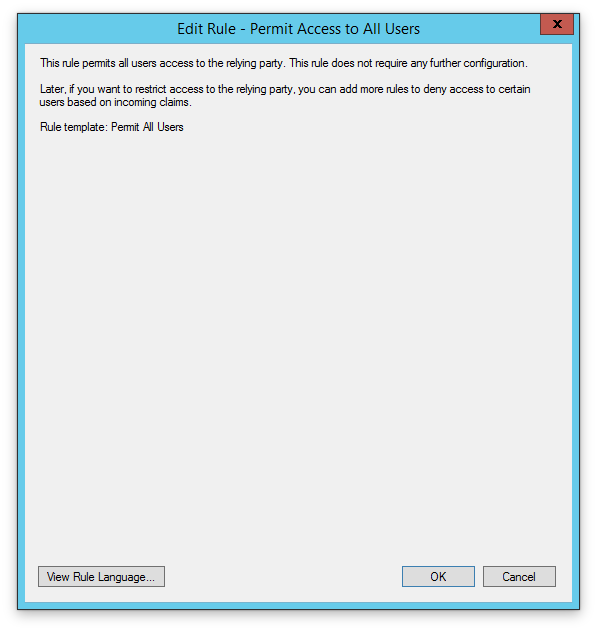 Edit Rule - Permit Access to All Users
x
This rule permits all users access to the relying party. This rule does not require any further configuration.
Later, if you want to restrict access to the relying party, you can add more rules to deny access to certain
users based on incoming claims.
Rule template: Permit All Users
View Rule Language...
OK
Cancel